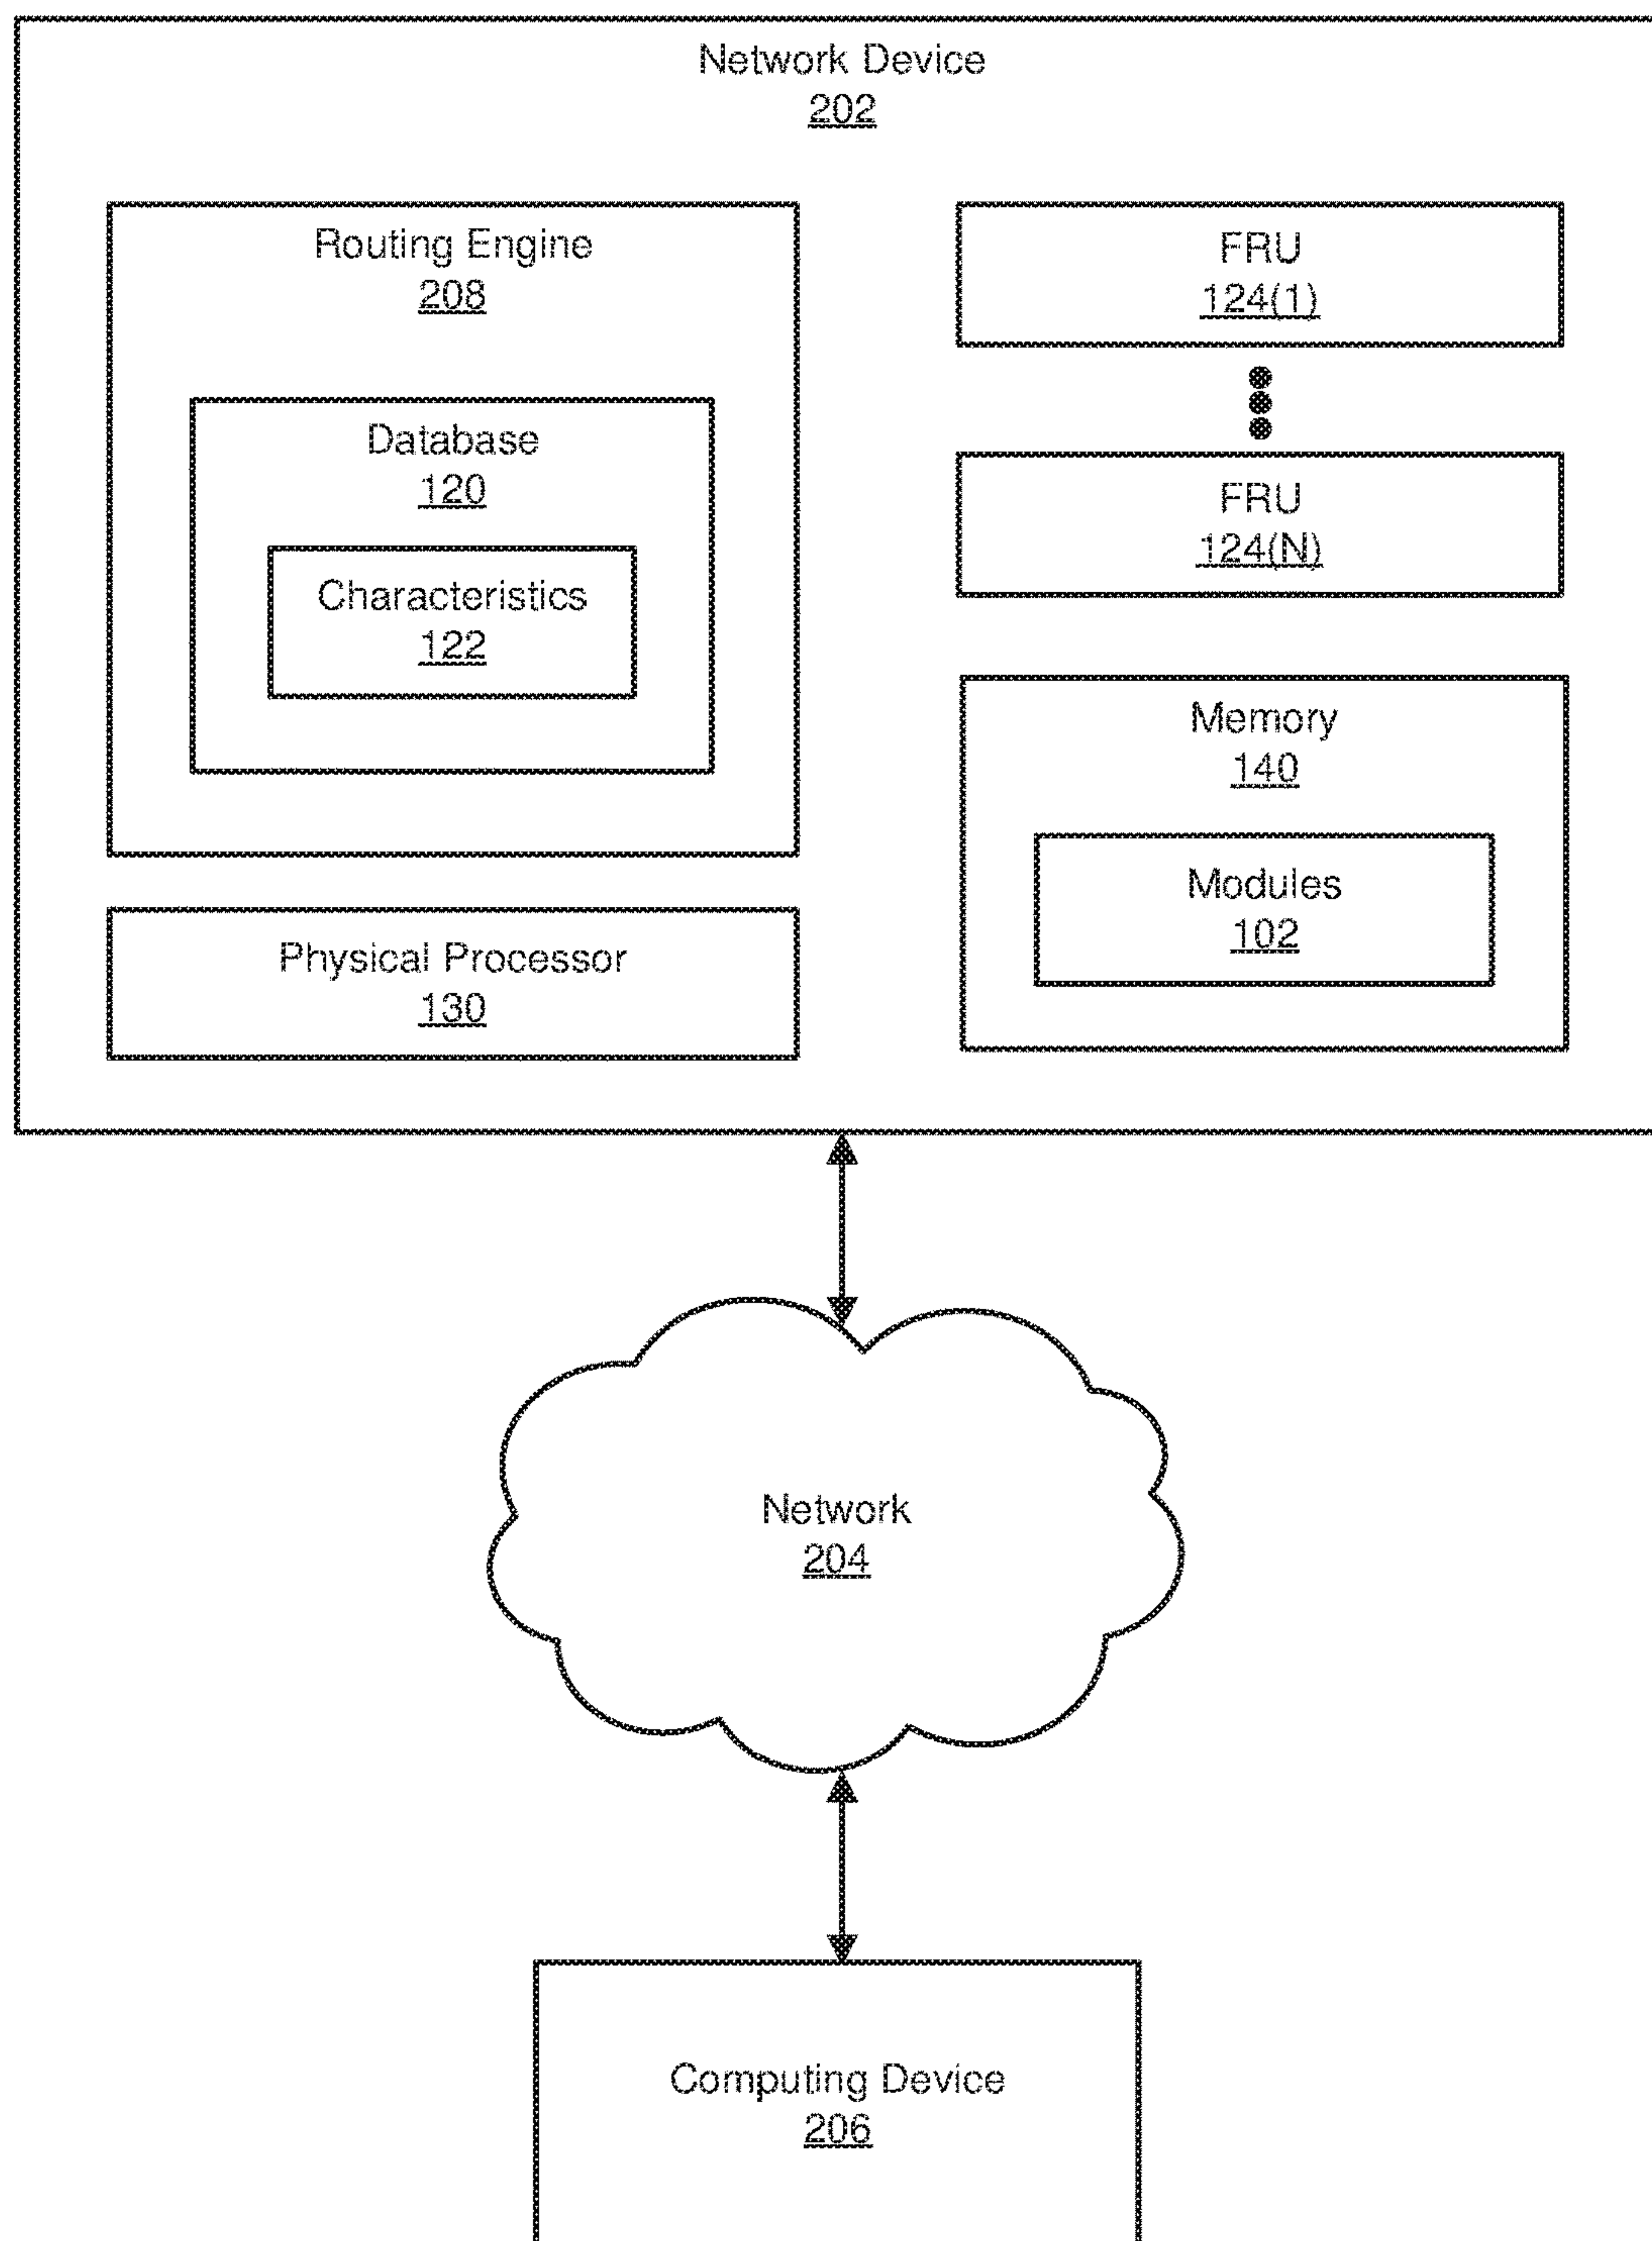 Network Device
202
Routing Engine
208
Database
120
Characteristics
122
Physical Processor
130
FRU
124(1)
FRU
124(N)
Memory
140
Modules
102
Network
204
Computing Device
206